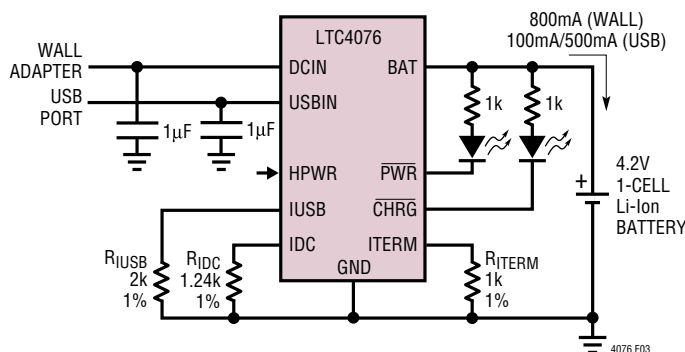 800mA (WALL)
100mA/500mA (USB)
LTC4076
WALL
ADAPTER
DCIN
BAT
USB
PORT
USBIN
1k
1k
1µF
1µF
HPWR
PWR
4.2V
1-CELL
Li-Ion
BATTERY
+
IUSB
CHRG
IDC
ITERM
RIUSB
2k
1%
RIDC
1.24k
1%
GND
RITERM
1k
1%
4076 F03